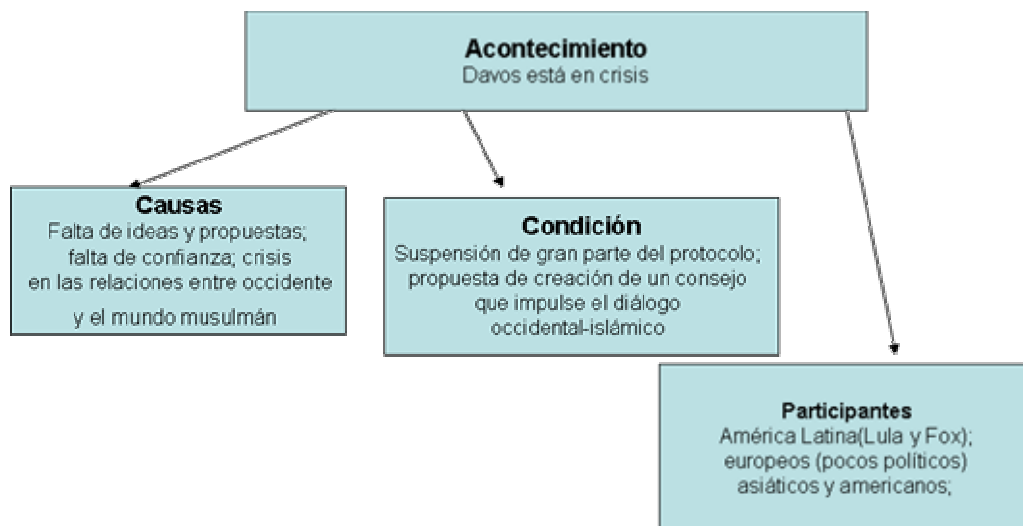 Acontecimiento
Davos está en crisis
Causas
Falta de ideas y propuestas;
falta de confianza; crisis
en las relaciones entre occidente
y el mundo musulmán
Condición
Suspensión de gran parte del protocolo;
propuesta de creación de un consejo
que impulse el diálogo
occidental-islámico
Participantes
América Latina(Lula y Fox);
europeos (pocos políticos)
asiáticos y americanos;